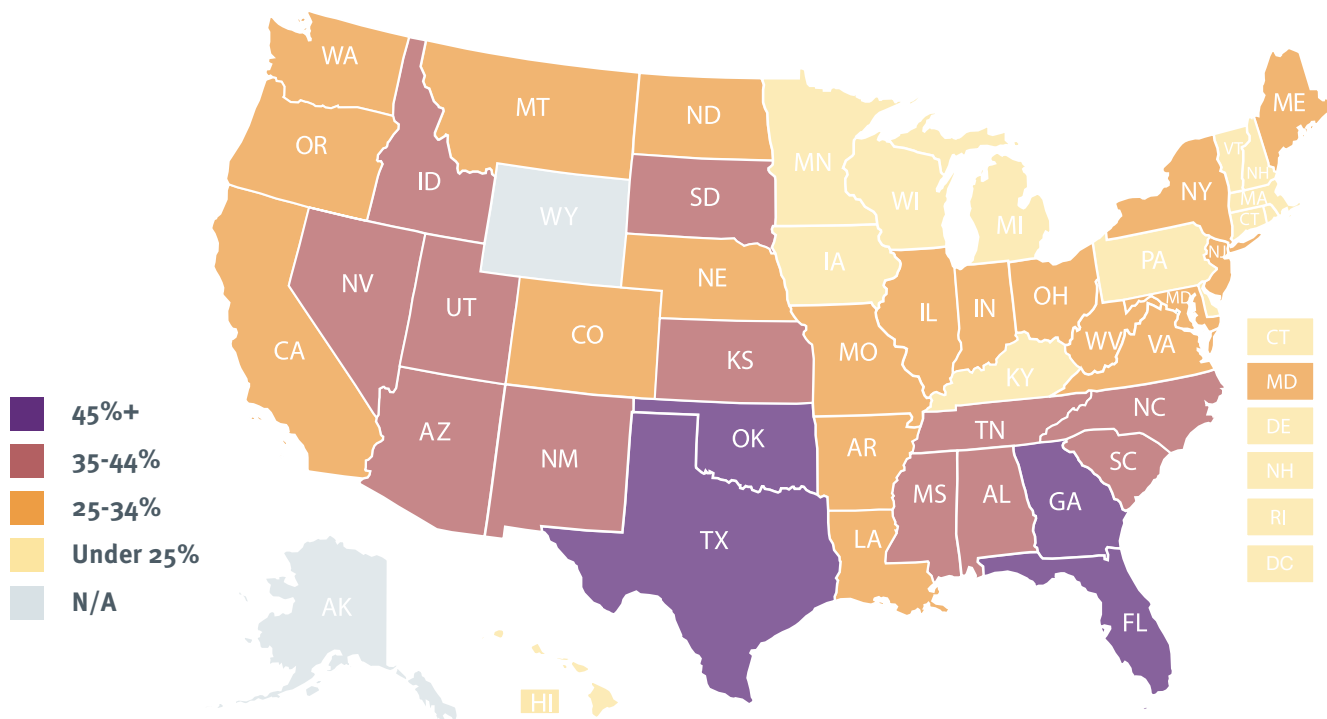 WA
MT
ND
MN
ME
OR
ID
SD
WI
MI
VT
NH
NY
MA
CT
WY
IA
PA
NJ
NV
UT
NE
CO
IL
IN
OH
MD
WV
VA
CA
KS
MO
KY
AZ
NM
OK
AR
TN
NC
SC
MS
AL
GA
TX
LA
FL
AK
HI
45%+
35-44%
25-34%
Under 25%
N/A
CT
MD
DE
NH
RI
DC